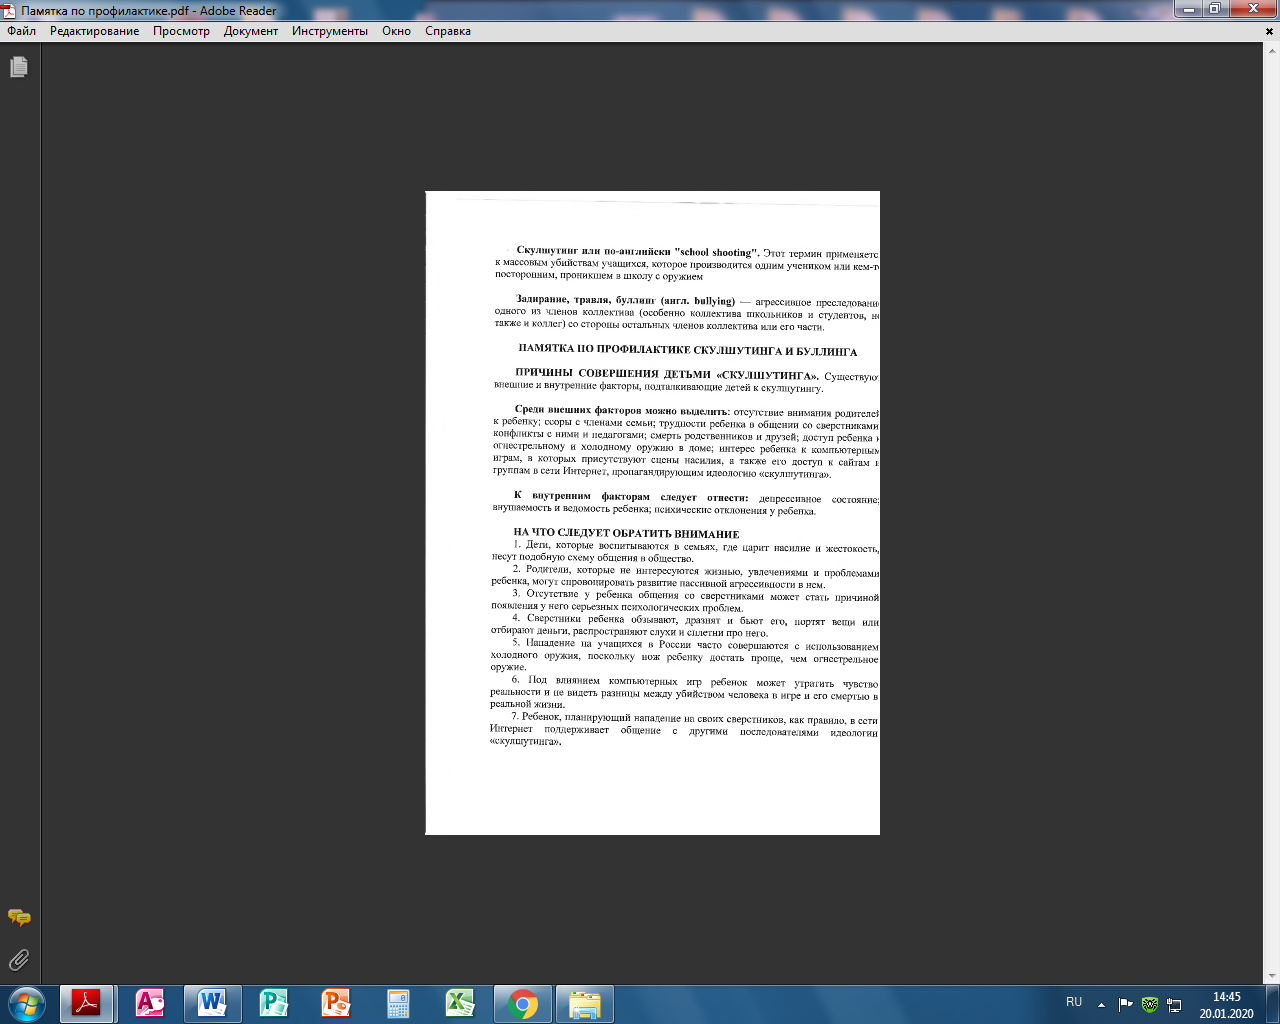 Памятка по профилактике.pdf - Adobe Reader
Файл Редактирование Просмотр Документ Инструменты Окно Справка
Скулшутинг или по-английски "school shooting". Этот термин применяетс
к массовым убийствам учащихся, которое производится одним учеником или кем-т
посторонним, проникшем в школу с оружием
Задирание, травля, буллинг (англ. bullying) — агрессивное преследовани
одного из членов коллектива (особенно коллектива школьников и студентов, н
также и коллег) со стороны остальных членов коллектива или его части.
ПАМЯТКА ПО ПРОФИЛАКТИКЕ СКУЛШУТИНГА И БУЛЛИНГА
ПРИЧИНЫ СОВЕРШЕНИЯ ДЕТЬМИ «СКУЛШУТИНГА». Существую
внешние и внутренние факторы, подталкивающие детей к скулшутингу.
Среди внешних факторов можно выделить: отсутствие внимания родителей
к ребенку; ссоры с членами семьи; трудности ребенка в общении со сверстниками
конфликты с ними и педагогами; смерть родственников и друзей; доступ ребенка к
огнестрельному и холодному оружию в доме; интерес ребенка к компьютерным
играм, в которых присутствуют сцены насилия, а также его доступ к сайтам и
группам в сети Интернет, пропагандирующим идеологию «скулшутинга».
К внутренним факторам следует отнести: депрессивное состояние;
внушаемость и ведомость ребенка; психические отклонения у ребенка.
НА ЧТО СЛЕДУЕТ ОБРАТИТЬ ВНИМАНИЕ
1. Дети, которые воспитываются в семьях, где царит насилие и жестокость,
несут подобную схему общения в общество.
2. Родители, которые не интересуются жизнью, увлечениями и проблемами
ребенка, могут спровоцировать развитие пассивной агрессивности в нем.
3. Отсутствие у ребенка общения со сверстниками может стать причиной
появления у него серьезных психологических проблем.
4. Сверстники ребенка обзывают, дразнят и бьют его, портят вещи или
отбирают деньги, распространяют слухи и сплетни про него.
5. Нападение на учащихся в России часто совершаются с использованием
холодного оружия, поскольку нож ребенку достать проще, чем огнестрельное
оружие.
6. Под влиянием компьютерных игр ребенок может утратить чувство
реальности и не видеть разницы между убийством человека в игре и его смертью в
реальной жизни.
7. Ребенок, планирующий нападение на своих сверстников, как правило, в сети
Интернет поддерживает общение с другими последователями идеологии
«скулшутинга».
RU
14:45
20.01.2020